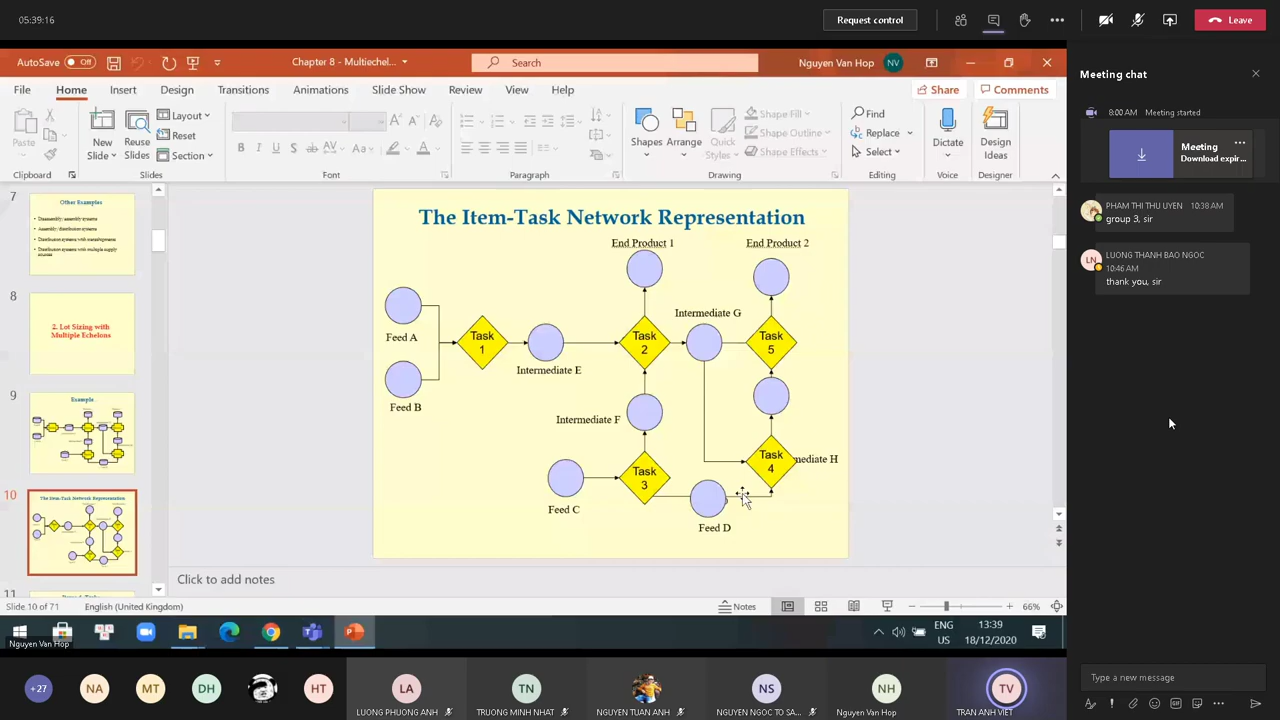 05:39:16
Request control
Leave
AutoSave Off
Chapter 8 - Multiechel...
Search
Nguyen Van Hop
NV
File
Home
Insert
Design
Transitions
Animations
Slide Show
Review
View
Help
Share
Comments
Paste
New
Slide
Reuse
Slides
Layout
Reset
Section
Shapes
Arrange
Quick
Styles
Shape Fill
Shape Outline
Shape Effects
Find
Replace
Select
Dictate
Design
Ideas
Clipboard
Slides
Font
Paragraph
Drawing
Editing
Voice
Designer
7
Other Examples
8
2. Lot Sizing with
Multiple Echelons
9
Example
10
The Item-Task Network Representation
11
The Item-Task Network Representation
End Product 1
End Product 2
Feed A
Feed B
Task
1
Intermediate E
Task
2
Intermediate G
Task
5
Intermediate F
Feed C
Task
3
Feed D
Task
4
mediate H
Click to add notes
Slide 10 of 71
English (United Kingdom)
Notes
66%
Nguyen Van Hop
ENG
US
13:39
18/12/2020
Meeting chat
8:00 AM Meeting started
Meeting
Download expir...
PHAM THI THU UYEN 10:38 AM
group 3, sir
LN
LUONG THANH BAO NGOC
10:46 AM
thank you, sir
Type a new message
+27
NA
MT
DH
HT
LA
LUONG PHUONG ANH
TN
TRUONG MINH NHAT
NGUYEN TUAN ANH
NS
NGUYEN NGOC TO SA...
NH
Nguyen Van Hop
TV
TRAN ANH VIET